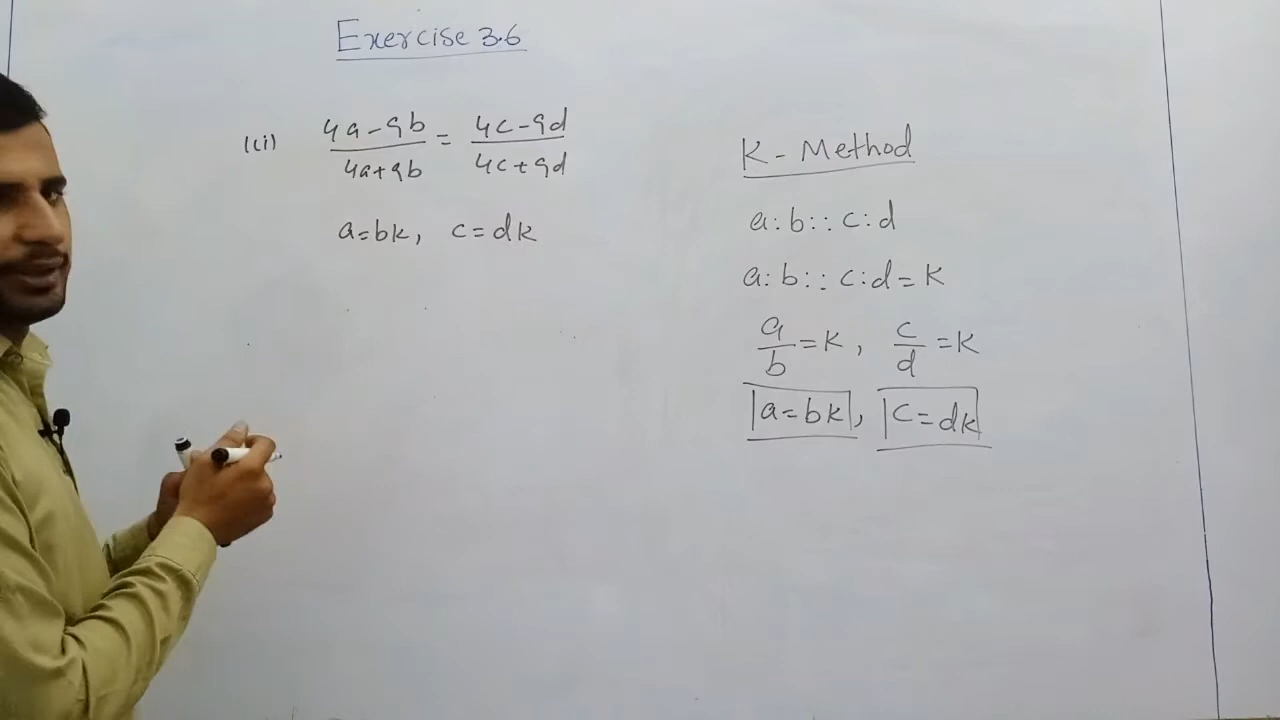 Exercise 3.6
(ii) 4a-9b/4a+9b = 4c-9d/4c+9d
a=bk, c=dk
K-Method
a:b::c:d
a:b::c:d=K
a/b=K, c/d=K
a=bk, c=dk